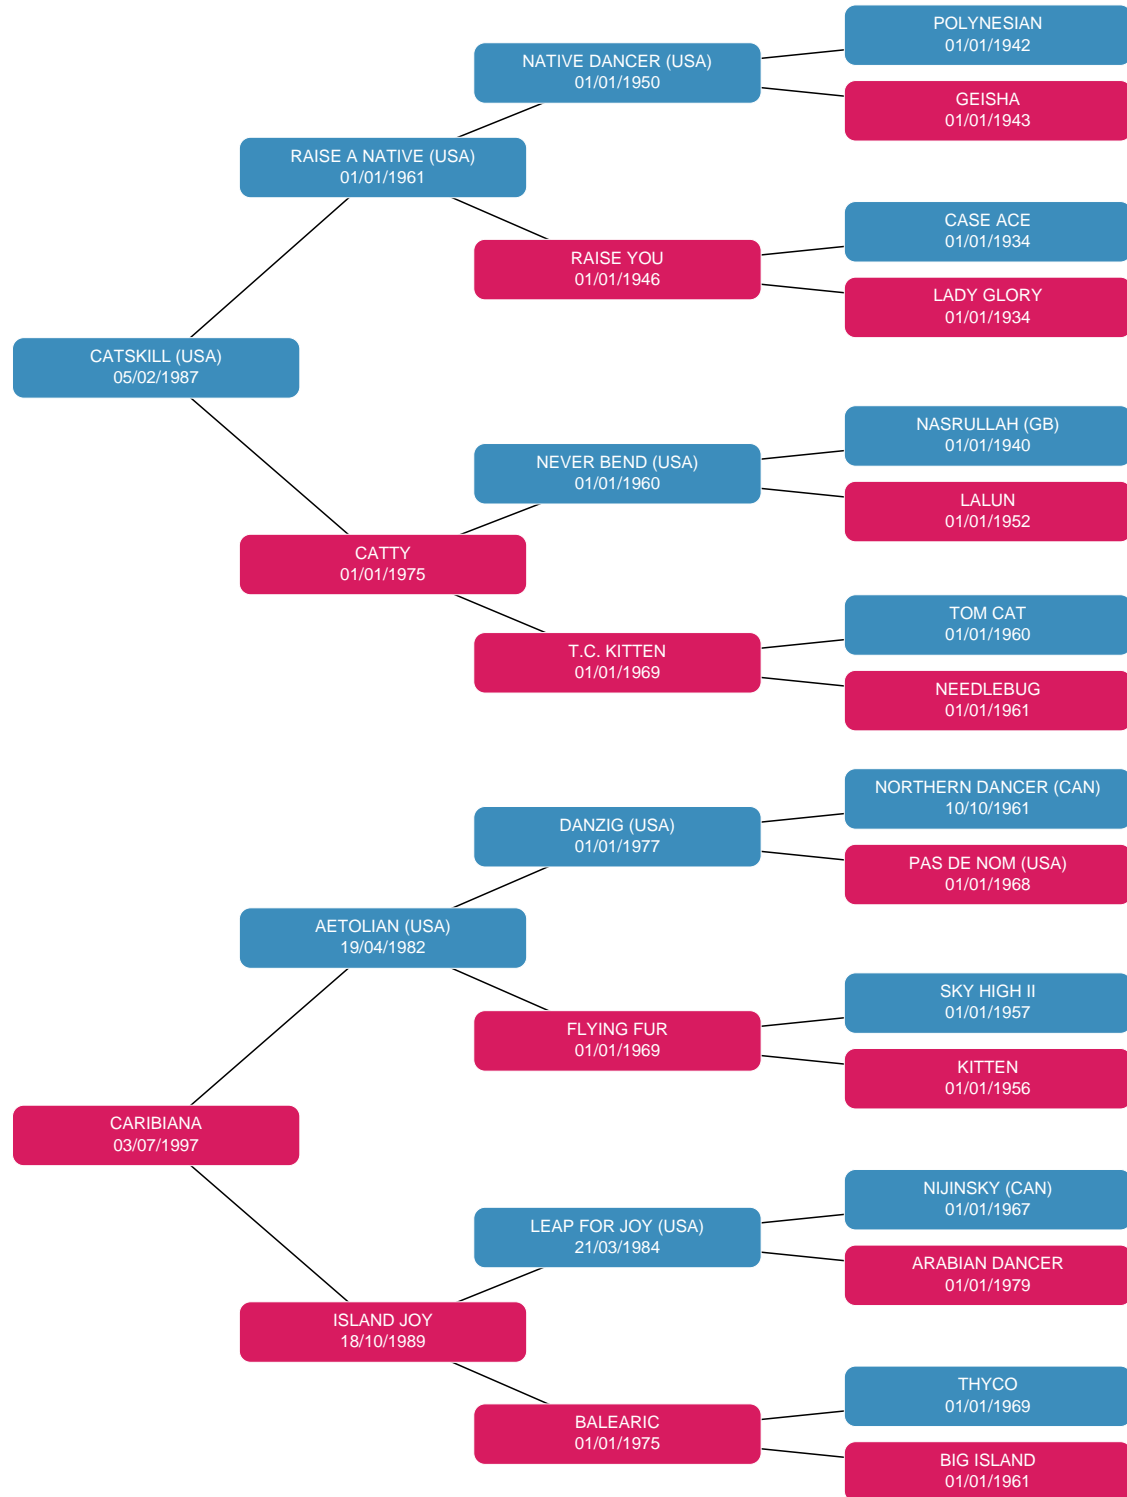 POLYNESIAN
01/01/1942
NATIVE DANCER (USA)
01/01/1950
GEISHA
01/01/1943
RAISE A NATIVE (USA)
01/01/1961
CASE ACE
01/01/1934
RAISE YOU
01/01/1946
LADY GLORY
01/01/1934
CATSKILL (USA)
05/02/1987
NASRULLAH (GB)
01/01/1940
NEVER BEND (USA)
01/01/1960
LALUN
01/01/1952
CATTY
01/01/1975
TOM CAT
01/01/1960
T.C. KITTEN
01/01/1969
NEEDLEBUG
01/01/1961
NORTHERN DANCER (CAN)
10/10/1961
DANZIG (USA)
01/01/1977
PAS DE NOM (USA)
01/01/1968
AETOLIAN (USA)
19/04/1982
SKY HIGH II
01/01/1957
FLYING FUR
01/01/1969
KITTEN
01/01/1956
CARIBIANA
03/07/1997
NIJINSKY (CAN)
01/01/1967
LEAP FOR JOY (USA)
21/03/1984
ARABIAN DANCER
01/01/1979
ISLAND JOY
18/10/1989
THYCO
01/01/1969
BALEARIC
01/01/1975
BIG ISLAND
01/01/1961